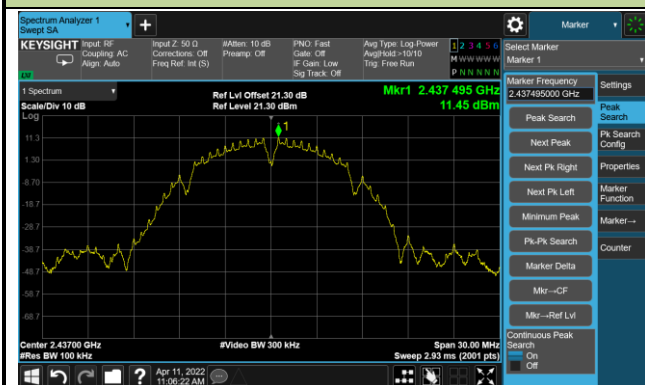 Spectrum Analyzer 1
Swept SA
+
Marker
KEYSIGHT
Input: RF
Coupling: AC
Align: Auto
Input Z: 50 Ω
Corrections: Off
Freq Ref: Int (S)
#Atten: 10 dB
Preamp: Off
PNO: Fast
Gate: Off
IF Gain: Low
Sig Track: Off
Avg Type: Log-Power
Avg|Hold:>10/10
Trig: Free Run
1 2 3 4 5 6
M W W W W W
P N N N N N
Select Marker
Marker 1
LXI
1 Spectrum
Scale/Div 10 dB
Log
Ref Lvl Offset 21.30 dB
Ref Level 21.30 dBm
Mkr1 2.437 495 GHz
11.45 dBm
1
11.3
1.30
-8.70
-18.7
-28.7
-38.7
-48.7
-58.7
-68.7
Center 2.43700 GHz
#Res BW 100 kHz
#Video BW 300 kHz
Span 30.00 MHz
Sweep 2.93 ms (2001 pts)
Marker Frequency
2.437495000 GHz
Peak Search
Next Peak
Next Pk Right
Next Pk Left
Minimum Peak
Pk-Pk Search
Marker Delta
Mkr→CF
Mkr→Ref Lvl
Continuous Peak
Search
On
Off
Settings
Peak
Search
Pk Search
Config
Properties
Marker
Function
Marker→
Counter
?
Apr 11, 2022
11:06:22 AM